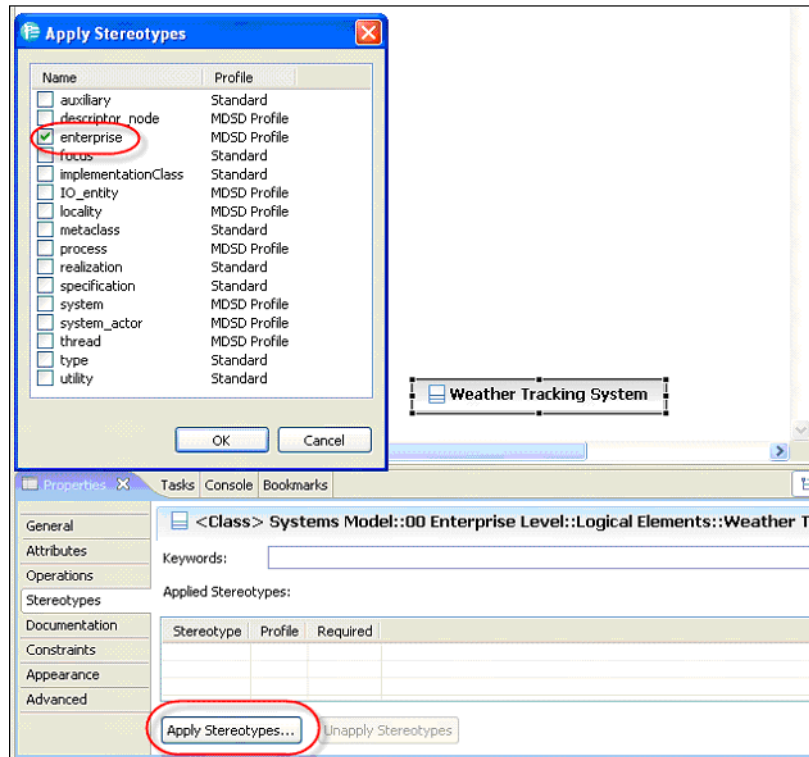 Apply Stereotypes
Name Profile
auxiliary Standard
descriptor_node MDSD Profile
enterprise MDSD Profile
focus Standard
implementationClass Standard
IO_entity MDSD Profile
locality MDSD Profile
metaclass Standard
process MDSD Profile
realization Standard
specification Standard
system MDSD Profile
system_actor MDSD Profile
thread MDSD Profile
type Standard
utility Standard
OK Cancel
Weather Tracking System
Properties Tasks Console Bookmarks
General
Attributes
Operations
Stereotypes
Documentation
Constraints
Appearance
Advanced
<Class> Systems Model::00 Enterprise Level::Logical Elements::Weather T
Keywords:
Applied Stereotypes:
Stereotype Profile Required
Apply Stereotypes... Unapply Stereotypes